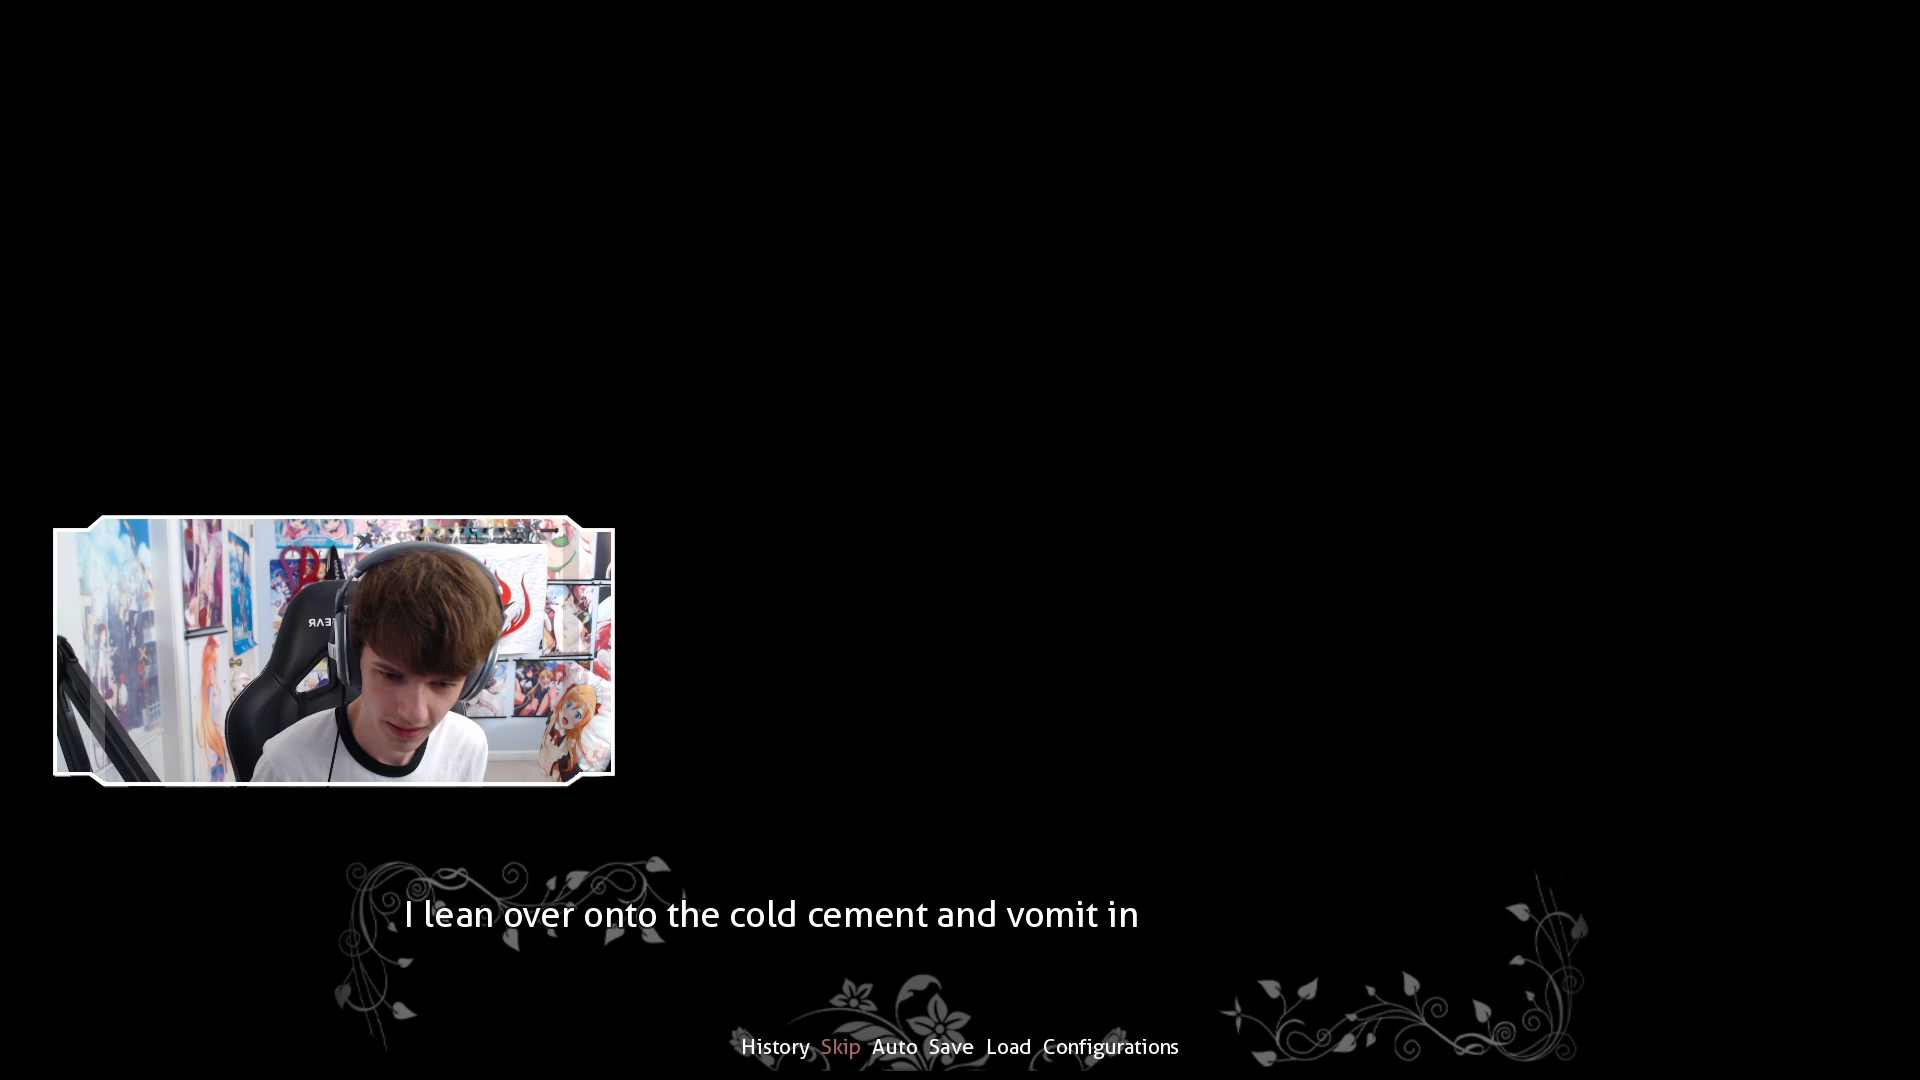 I lean over onto the cold cement and vomit in
History Skip Auto Save Load Configurations